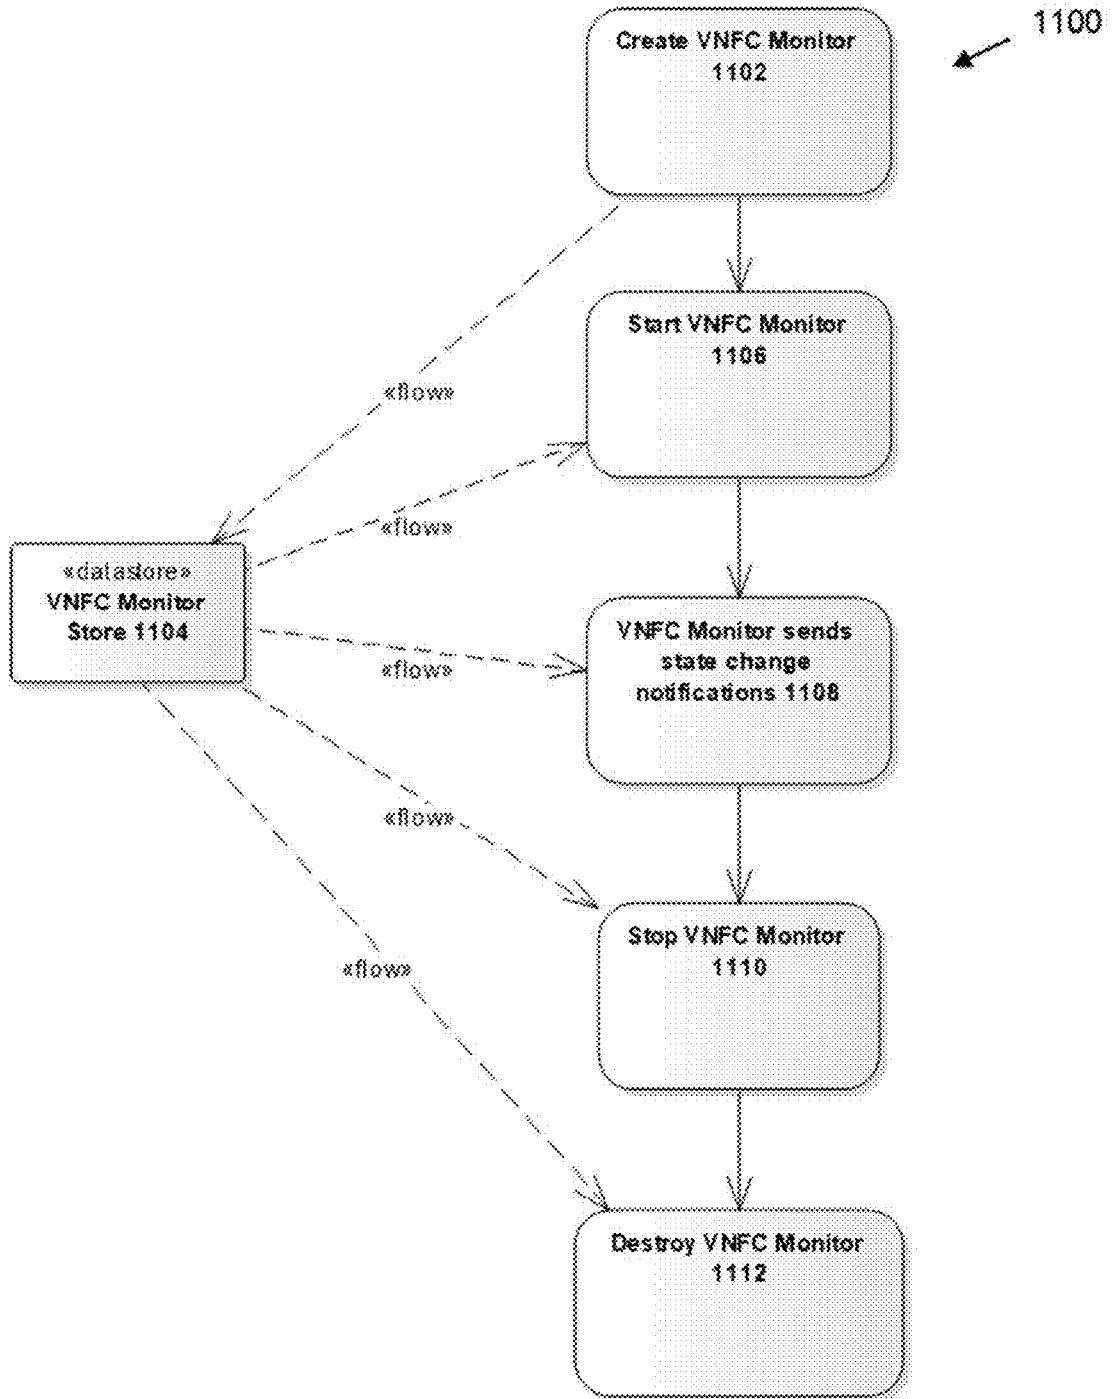 1100
Create VNFC Monitor
1102
Start VNFC Monitor
1106
«flow»
«flow»
«datastore»
VNFC Monitor
Store 1104
VNFC Monitor sends
state change
notifications 1108
«flow»
«flow»
Stop VNFC Monitor
1110
«flow»
Destroy VNFC Monitor
1112